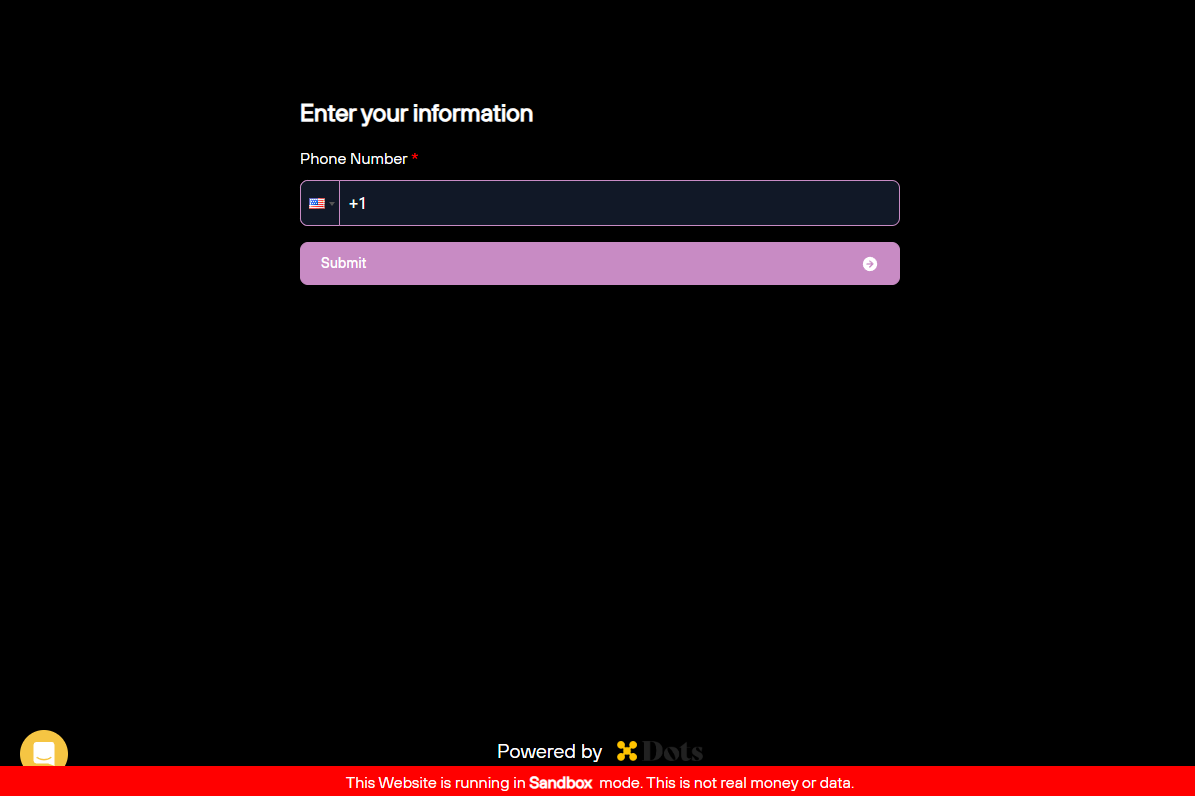 Enter your information
Phone Number *
+1
Submit
Powered by Dots
This Website is running in Sandbox mode. This is not real money or data.